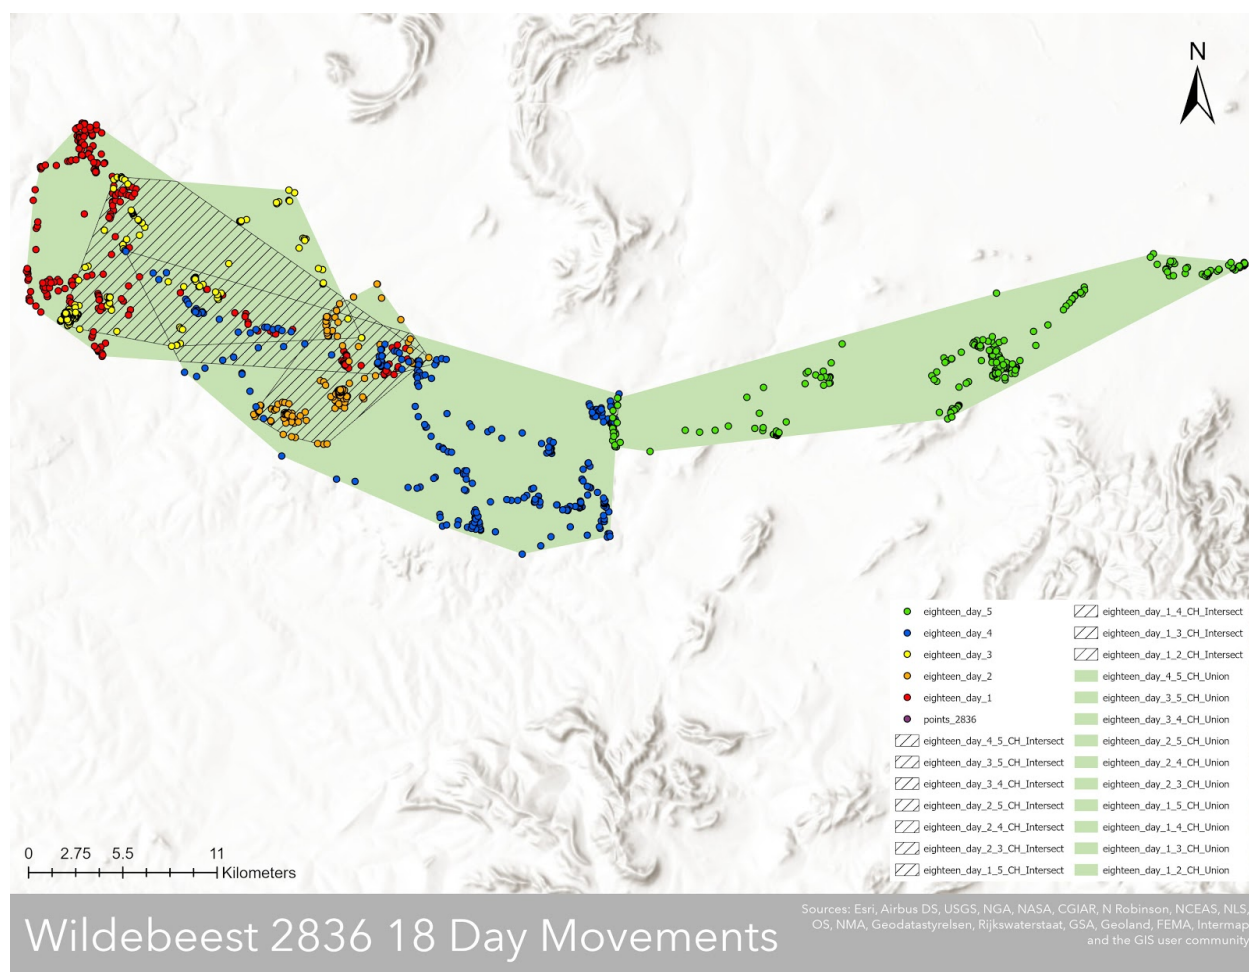 N
eighteen_day_5
eighteen_day_4
eighteen_day_3
eighteen_day_2
eighteen_day_1
points_2836
eighteen_day_4_5_CH_Intersect
eighteen_day_3_5_CH_Intersect
eighteen_day_3_4_CH_Intersect
eighteen_day_2_5_CH_Intersect
eighteen_day_2_4_CH_Intersect
eighteen_day_2_3_CH_Intersect
eighteen_day_1_5_CH_Intersect
eighteen_day_1_4_CH_Intersect
eighteen_day_1_3_CH_Intersect
eighteen_day_1_2_CH_Intersect
eighteen_day_4_5_CH_Union
eighteen_day_3_5_CH_Union
eighteen_day_3_4_CH_Union
eighteen_day_2_5_CH_Union
eighteen_day_2_4_CH_Union
eighteen_day_2_3_CH_Union
eighteen_day_1_5_CH_Union
eighteen_day_1_4_CH_Union
eighteen_day_1_3_CH_Union
eighteen_day_1_2_CH_Union
0 2.75 5.5 11
Kilometers
Wildebeest 2836 18 Day Movements
Sources: Esri, Airbus DS, USGS, NGA, NASA, CGIAR, N Robinson, NCEAS, NLS,
OS, NMA, Geodatastyrelsen, Rijkswaterstaat, GSA, Geoland, FEMA, Intermap
and the GIS user community